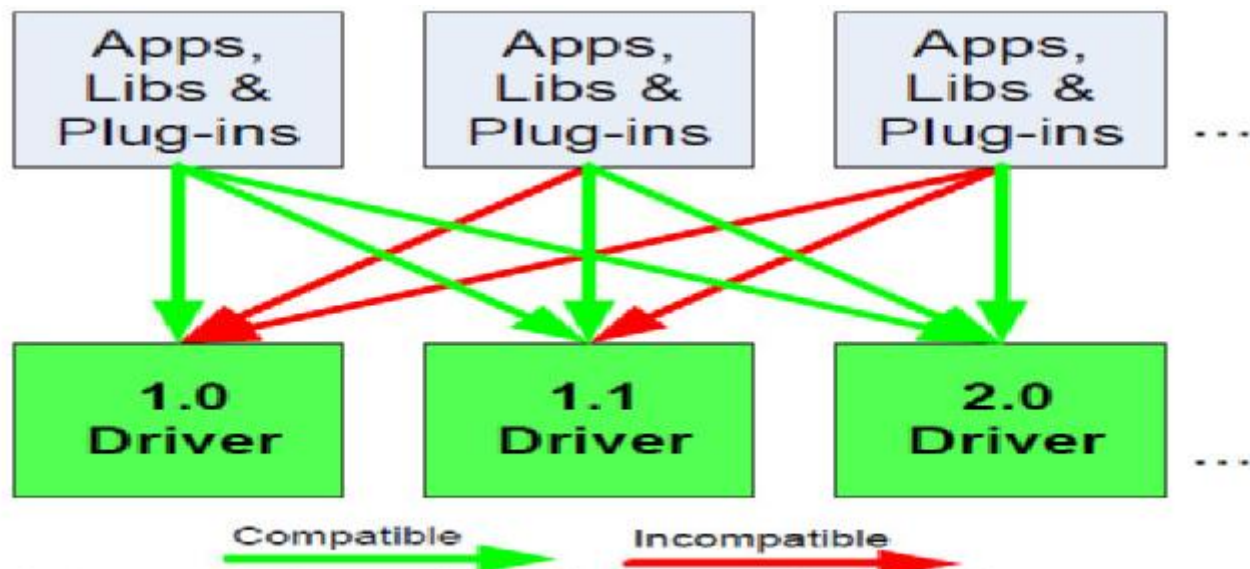 Apps,
Libs &
Plug-ins
Apps,
Libs &
Plug-ins
Apps,
Libs &
Plug-ins
...
1.0
Driver
1.1
Driver
2.0
Driver
...
Compatible
Incompatible